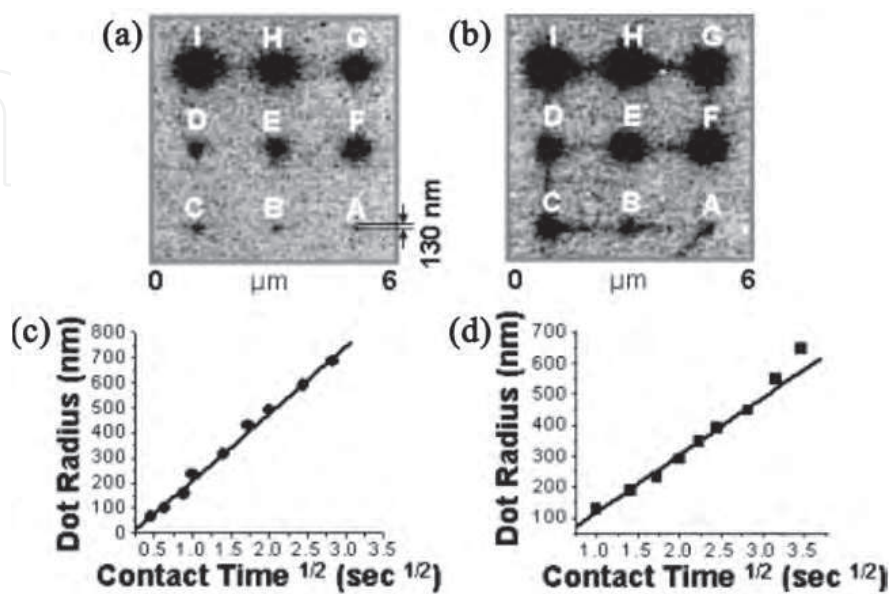 (a)
I H G
D E F
C B A
130 nm
0 µm 6
(b)
I H G
D E F
C B A
0 µm 6
(c)
Dot Radius (nm)
800
700
600
500
400
300
200
100
0
0.5 1.0 1.5 2.0 2.5 3.0 3.5
Contact Time 1/2 (sec 1/2)
(d)
Dot Radius (nm)
700
600
500
400
300
200
100
1.0 1.5 2.0 2.5 3.0 3.5
Contact Time 1/2 (sec 1/2)